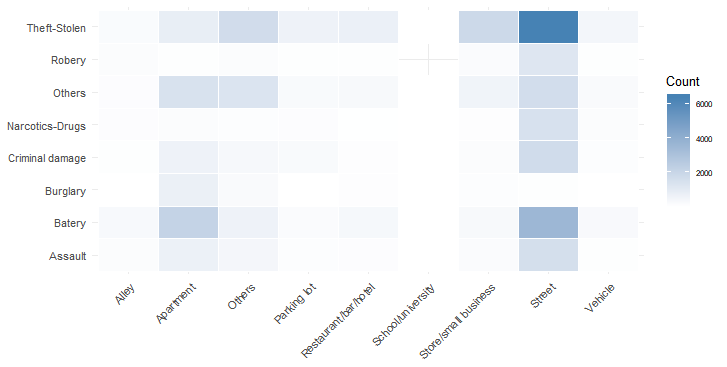 Theft-Stolen
Robery
Others
Narcotics-Drugs
Criminal damage
Burglary
Batery
Assault
Alley
Apartment
Others
Parking lot
Restaurant/bar/hotel
School/university
Store/small business
Street
Vehicle
Count
6000
4000
2000